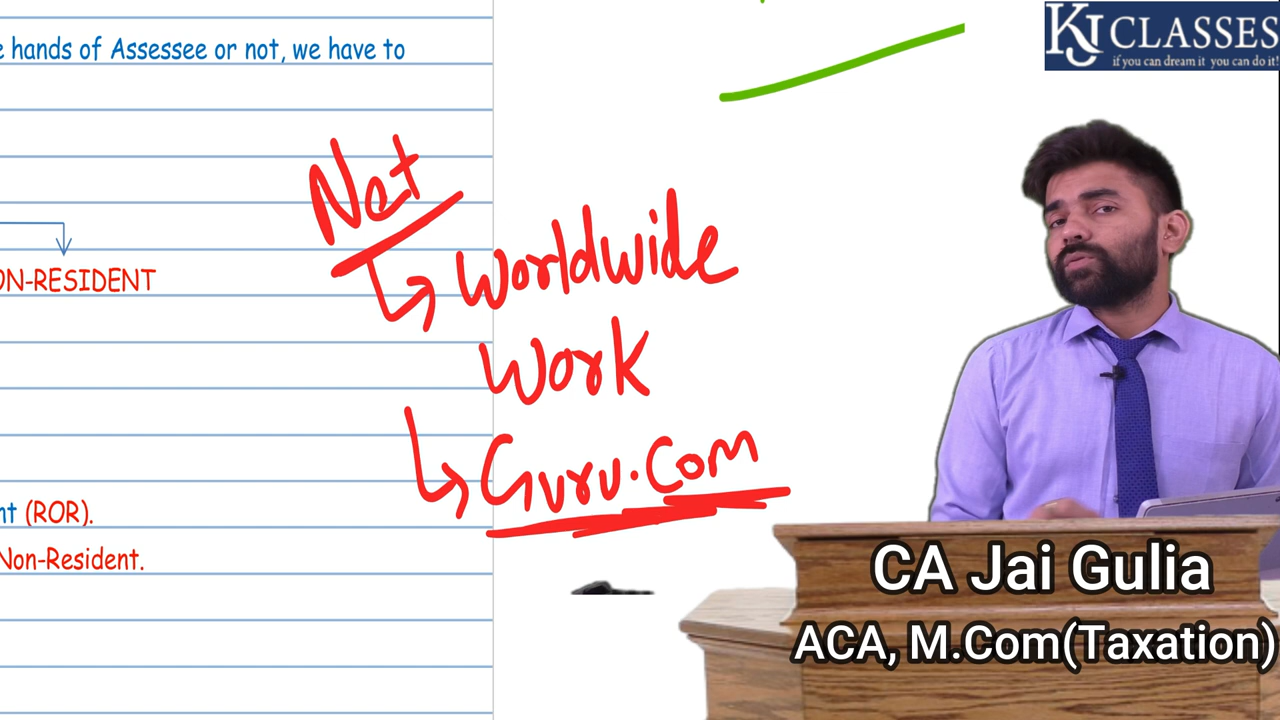 KJ CLASSES
if you can dream it you can do it!
hands of Assessee or not, we have to
Net
Worldwide
Work
ON-RESIDENT
Guru.Com
nt (ROR).
Non-Resident.
CA Jai Gulia
ACA, M.Com(Taxation)